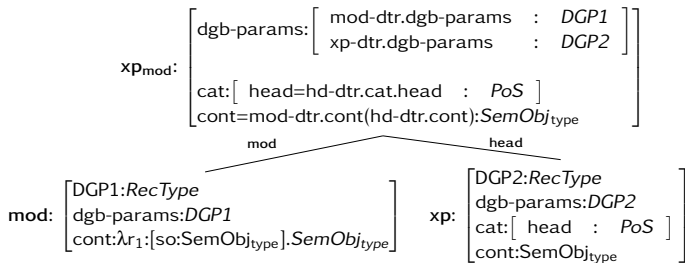 xpmod:
dgb-params: [ mod-dtr.dgb-params : DGP1
xp-dtr.dgb-params : DGP2 ]
cat:[ head=hd-dtr.cat.head : PoS ]
cont=mod-dtr.cont(hd-dtr.cont):SemObjtype
mod head
mod: [DGP1:RecType
dgb-params:DGP1
cont:λr1:[so:SemObjtype].SemObjtype]
xp: [DGP2:RecType
dgb-params:DGP2
cat:[ head : PoS ]
cont:SemObjtype]